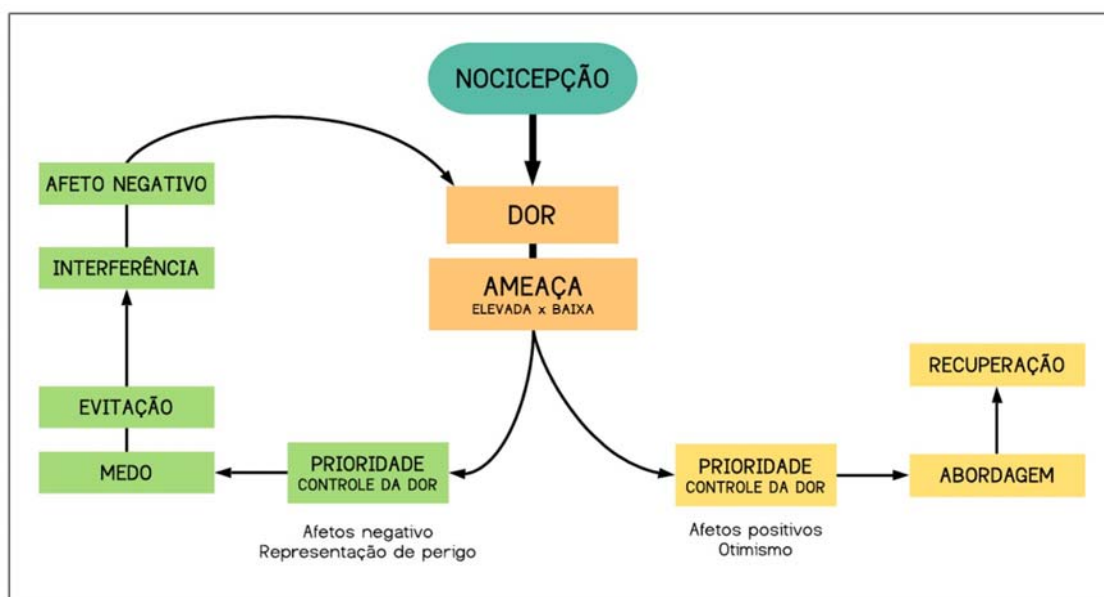 NOCICEPÇÃO
DOR
AMEAÇA
ELEVADA x BAIXA
AFETO NEGATIVO
INTERFERÊNCIA
EVITAÇÃO
MEDO
PRIORIDADE
CONTROLE DA DOR
Afetos negativo
Representação de perigo
PRIORIDADE
CONTROLE DA DOR
Afetos positivos
Otimismo
RECUPERAÇÃO
ABORDAGEM